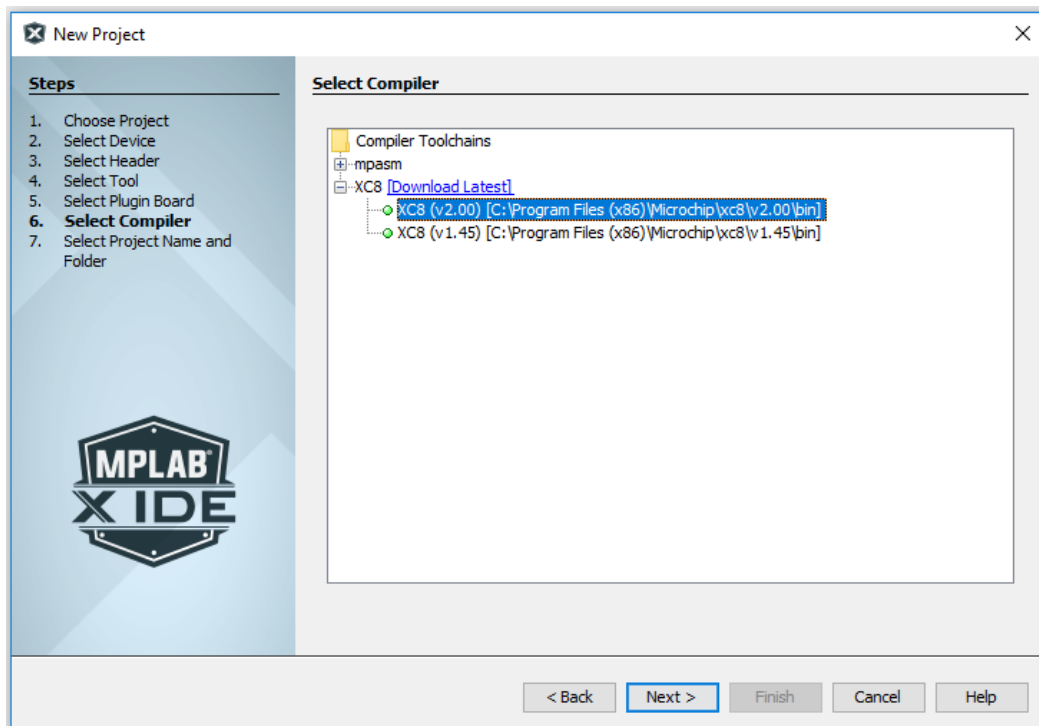 New Project
Steps
1. Choose Project
2. Select Device
3. Select Header
4. Select Tool
5. Select Plugin Board
6. Select Compiler
7. Select Project Name and
Folder
MPLAB®
X IDE
Select Compiler
Compiler Toolchains
mpasm
XC8 [Download Latest]
XC8 (v2.00) [C:\Program Files (x86)\Microchip\xc8\v2.00\bin]
XC8 (v1.45) [C:\Program Files (x86)\Microchip\xc8\v1.45\bin]
< Back Next > Finish Cancel Help